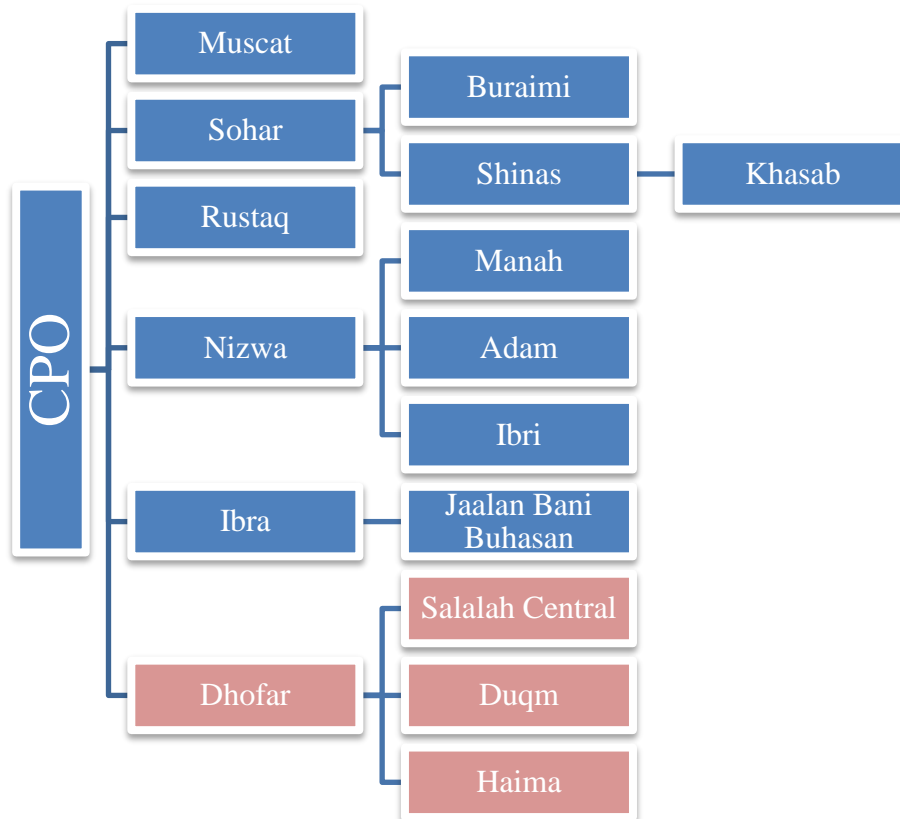 CPO
Muscat
Sohar
Buraimi
Shinas
Khasab
Rustaq
Nizwa
Manah
Adam
Ibri
Ibra
Jaalan Bani
Buhasan
Dhofar
Salalah Central
Duqm
Haima